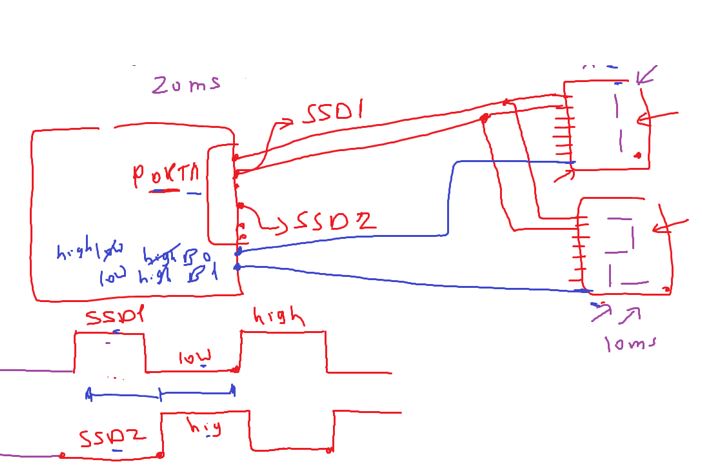 20ms
SSD1
PORTA
SSD2
high low high B0
low high B1
SSD1
high
low
10ms
SSD2
hig